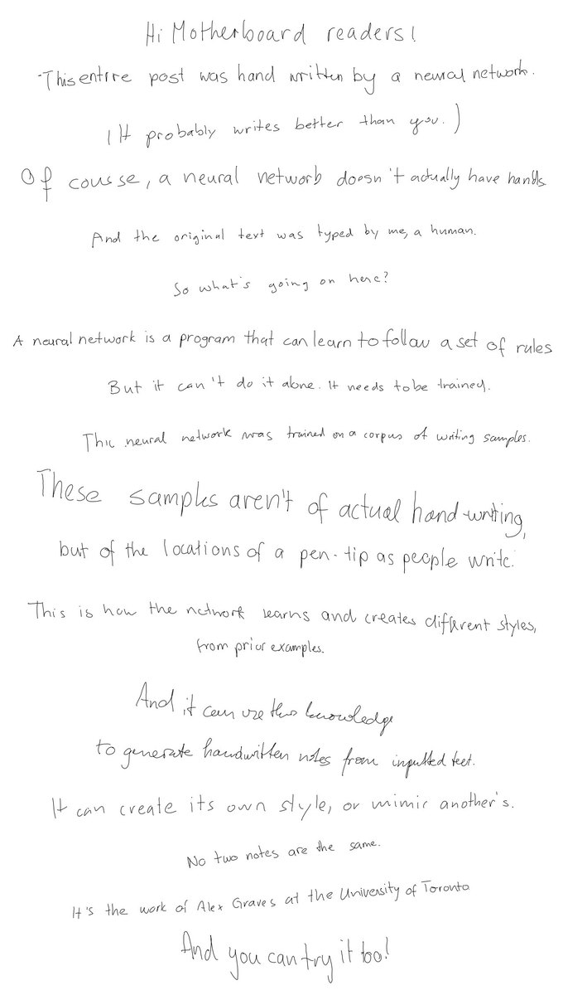 Hi Motherboard readers!
This entire post was hand written by a neural network.
(It probably writes better than you.)
Of course, a neural network doesn't actually have hands
And the original text was typed by me, a human.
So what's going on here?
A neural network is a program that can learn to follow a set of rules
But it can't do it alone. It needs to be trained.
This neural network was trained on a corpus of writing samples.
These samples aren't of actual hand-writing,
but of the locations of a pen-tip as people write.
This is how the network learns and creates different styles,
from prior examples.
And it can use this knowledge
to generate handwritten notes from inputted text.
It can create its own style, or mimic another's.
No two notes are the same.
It's the work of Alex Graves at the University of Toronto
And you can try it too!